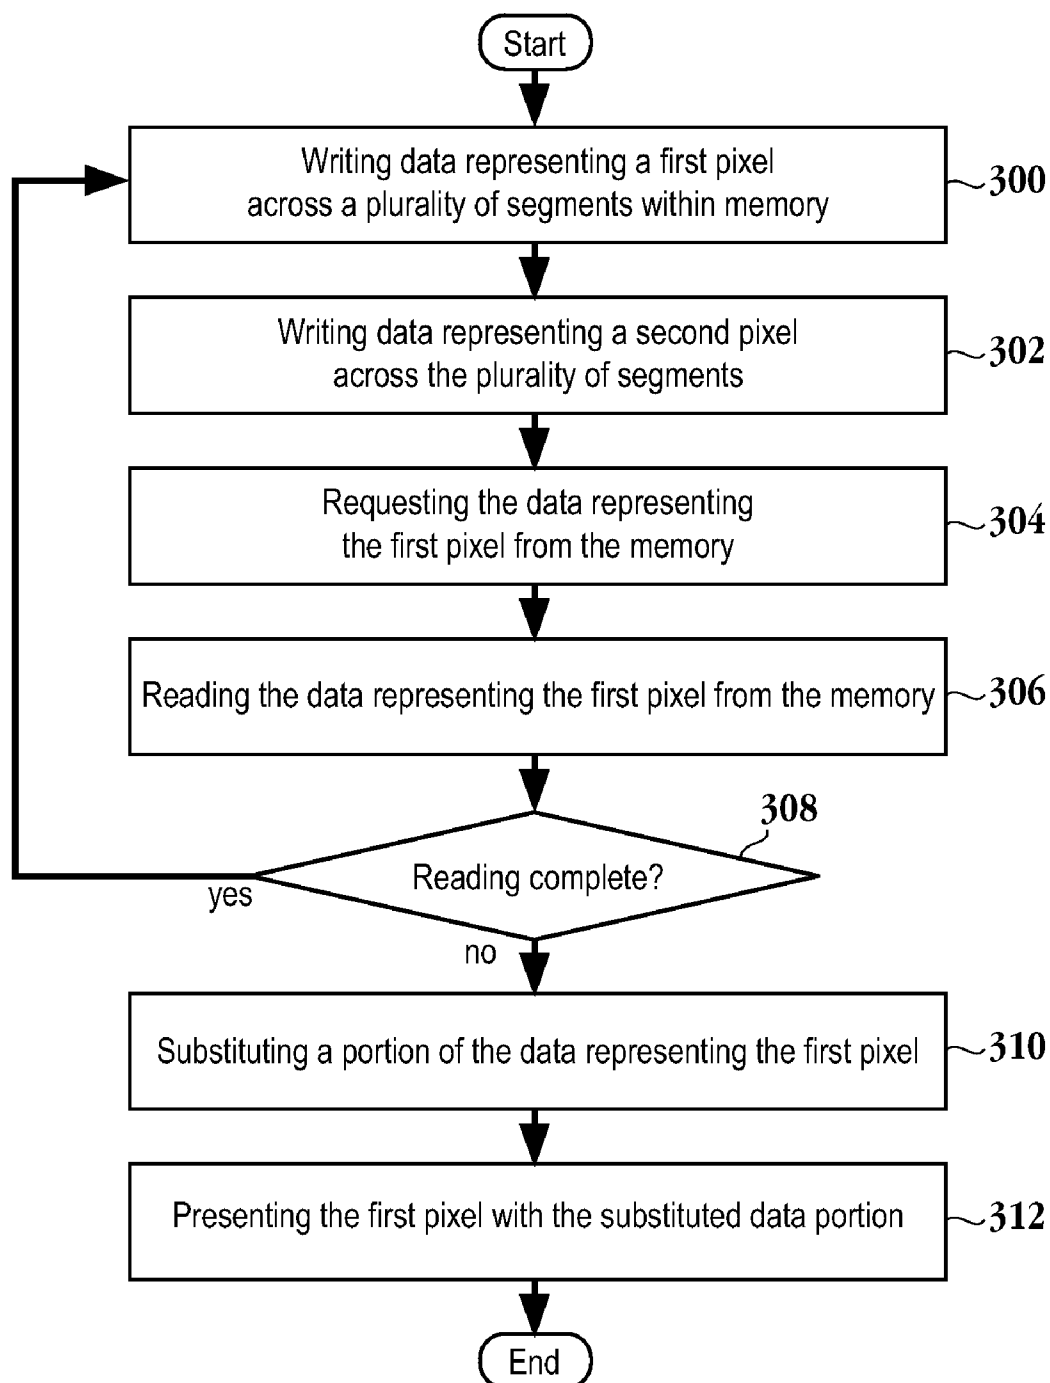 Start
Writing data representing a first pixel
across a plurality of segments within memory
300
Writing data representing a second pixel
across the plurality of segments
302
Requesting the data representing
the first pixel from the memory
304
Reading the data representing the first pixel from the memory
306
308
Reading complete?
yes
no
Substituting a portion of the data representing the first pixel
310
Presenting the first pixel with the substituted data portion
312
End